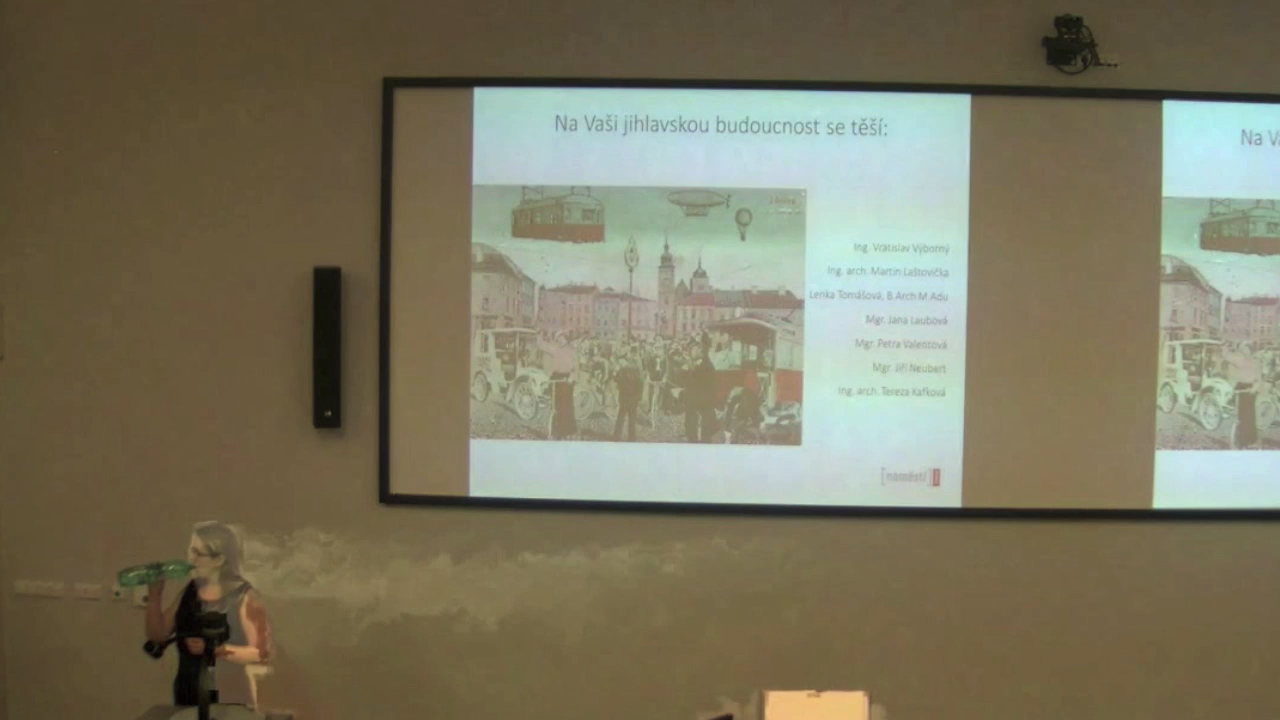 Na Vaši jihlavskou budoucnost se těší:
Ing. Vratislav Výborný
Ing. arch. Martin Laštovička
Lenka Tomášová, B.Arch M.Adu
Mgr. Jana Laubová
Mgr. Petra Valentová
Mgr. Jiří Neubert
Ing. arch. Tereza Kafková
[náměstí]
Na V